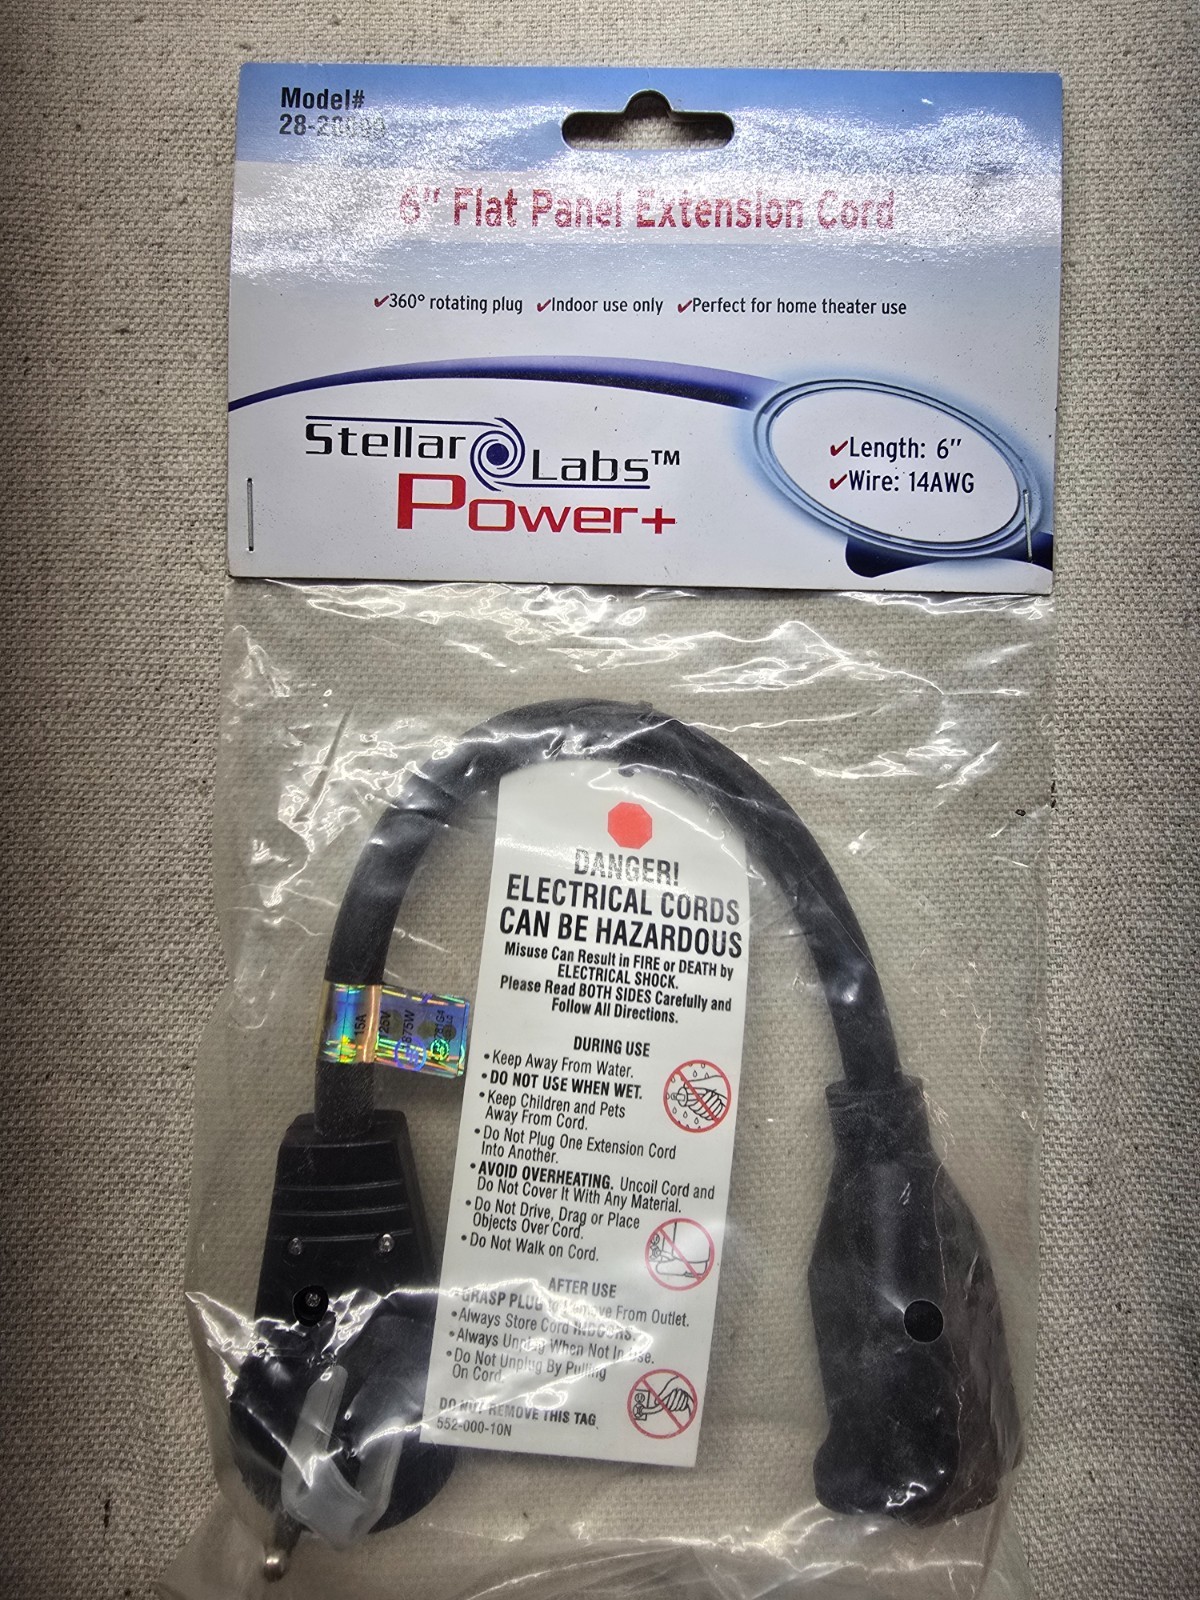 Model#
6" Flat Panel Extension Cord
✔360° rotating plug ✔Indoor use only ✔Perfect for home theater use
Stellar Labs™
Power+
✔Length: 6"
✔Wire: 14AWG
DANGER!
ELECTRICAL CORDS
CAN BE HAZARDOUS
Misuse Can Result in FIRE or DEATH by
ELECTRICAL SHOCK.
Please Read BOTH SIDES Carefully and
Follow All Directions.
DURING USE
•Keep Away From Water.
•DO NOT USE WHEN WET.
•Keep Children and Pets
Away From Cord.
•Do Not Plug One Extension Cord
Into Another.
•AVOID OVERHEATING. Uncoil Cord and
Do Not Cover It With Any Material.
•Do Not Drive, Drag or Place
Objects Over Cord.
•Do Not Walk on Cord.
AFTER USE
•GRASP PLUG to Remove From Outlet.
•Always Store Cord INDOORS.
•Always Unplug When Not In Use.
•Do Not Unplug By Pulling
On Cord.
DO NOT REMOVE THIS TAG
552-000-10N
15A
125V
1875W